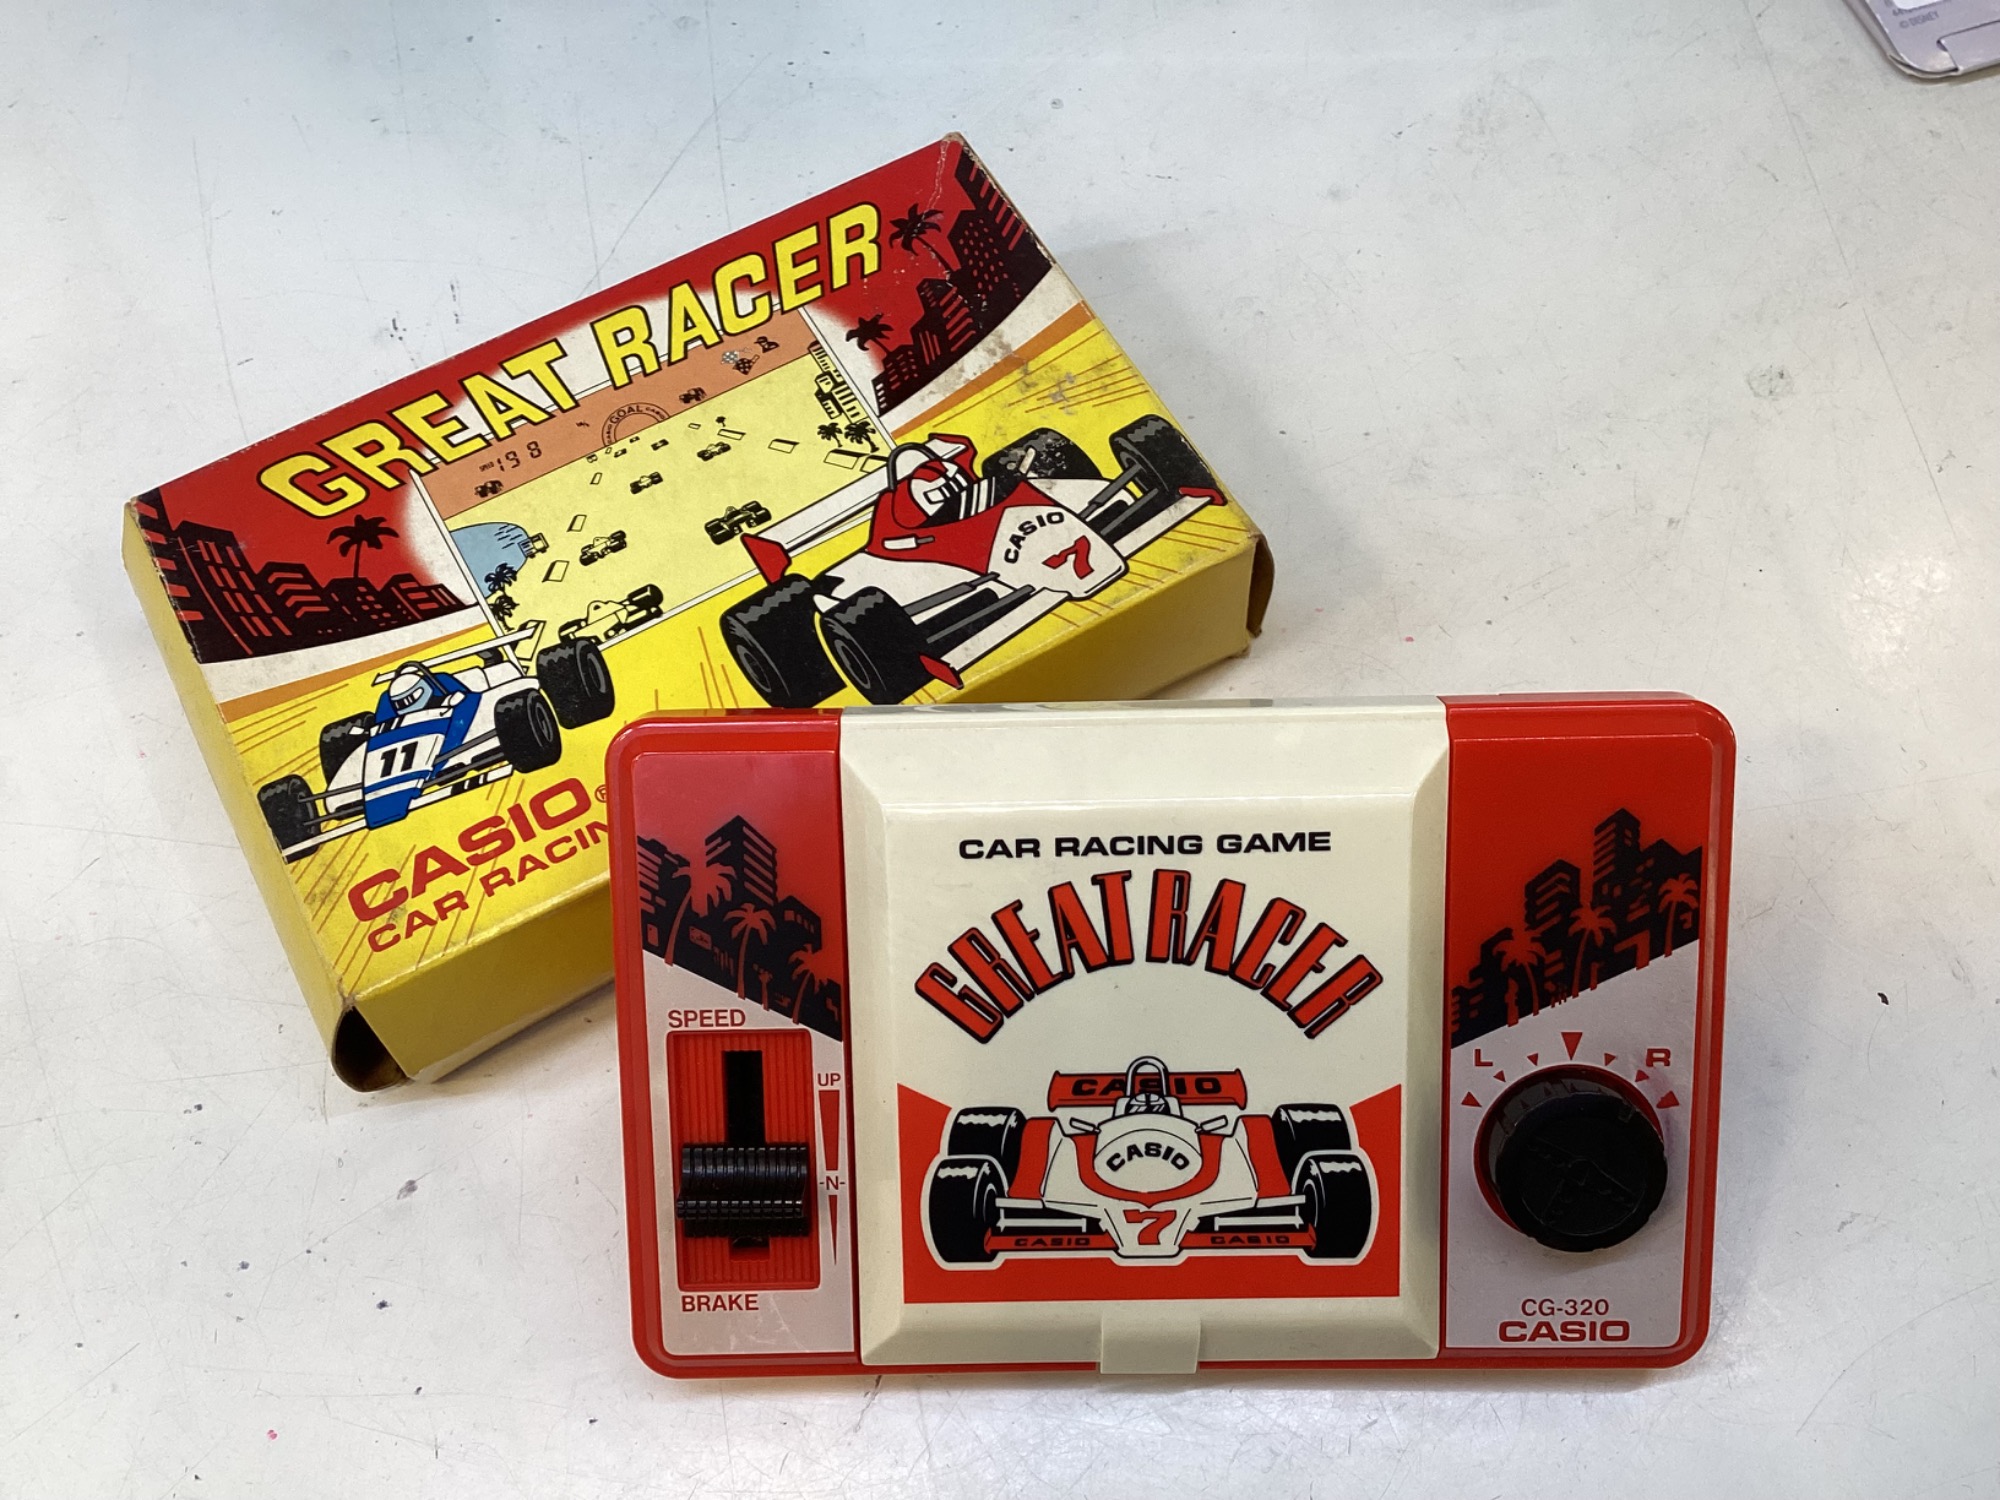 © DISNEY
GREAT RACER
198
GOAL
CASIO
7
11
CASIO®
CAR RACIN
CAR RACING GAME
GREAT RACER
CASIO
CASIO
7
CASIO CASIO
SPEED
UP
-N-
BRAKE
L R
CG-320
CASIO